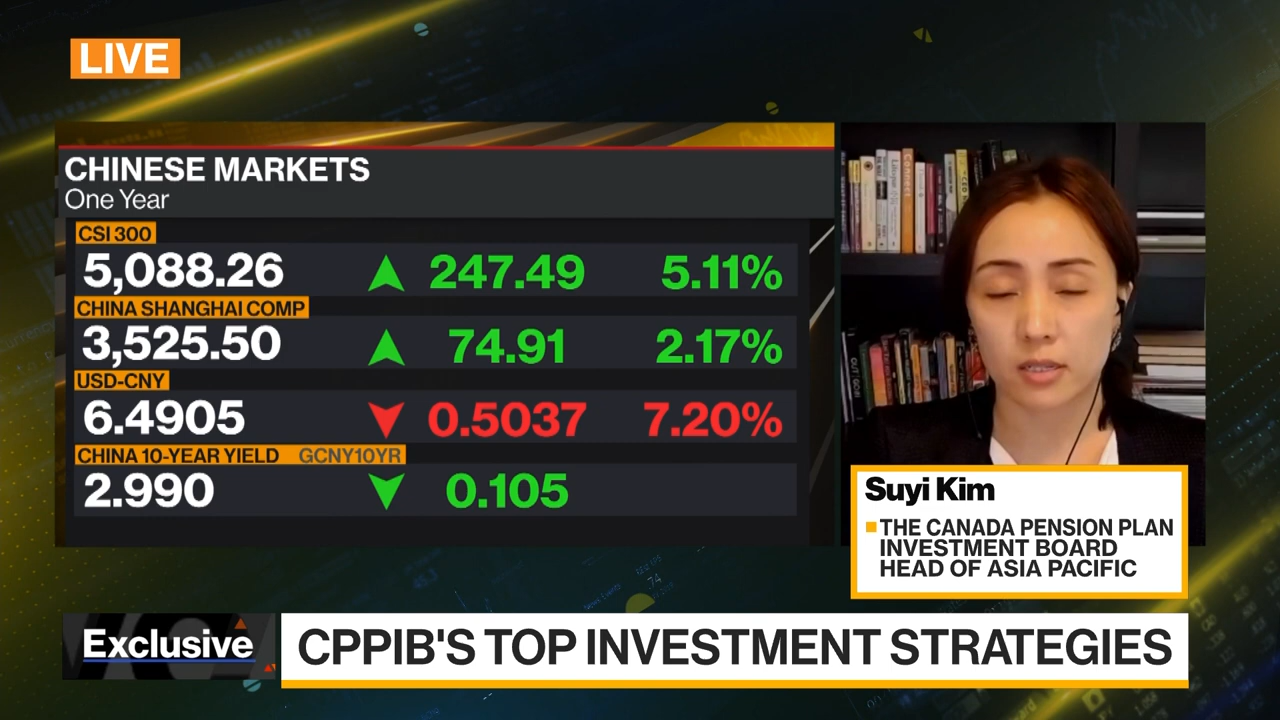 LIVE
CHINESE MARKETS
One Year
CSI 300
5,088.26 247.49 5.11%
CHINA SHANGHAI COMP
3,525.50 74.91 2.17%
USD-CNY
6.4905 0.5037 7.20%
CHINA 10-YEAR YIELD GCNY10YR
2.990 0.105
Suyi Kim
THE CANADA PENSION PLAN
INVESTMENT BOARD
HEAD OF ASIA PACIFIC
Exclusive
CPPIB'S TOP INVESTMENT STRATEGIES